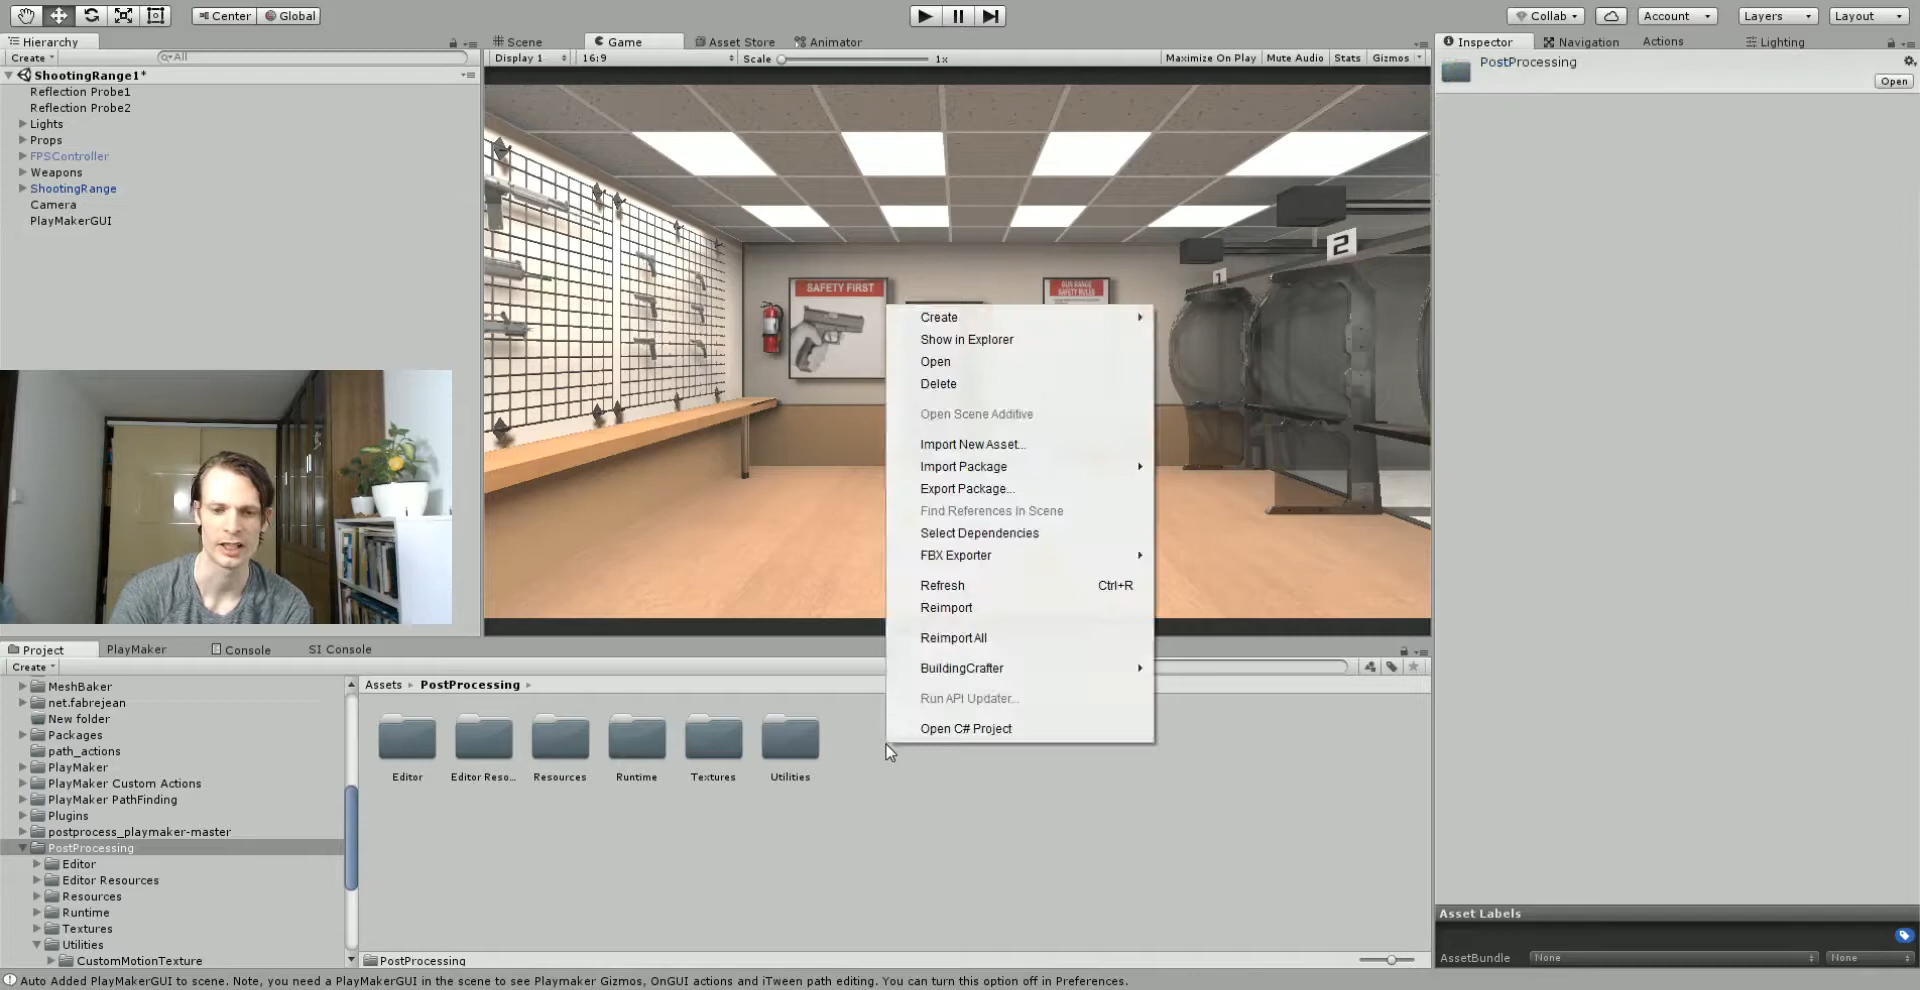 Center
Global
Collab
Account
Layers
Layout
Hierarchy
Create
All
ShootingRange1*
Reflection Probe1
Reflection Probe2
Lights
Props
FPSController
Weapons
ShootingRange
Camera
PlayMakerGUI
Scene
Game
Asset Store
Animator
Display 1
16:9
Scale
1x
Maximize On Play
Mute Audio
Stats
Gizmos
SAFETY FIRST
GUN RANGE
SAFETY RULES
1
2
Create
Show in Explorer
Open
Delete
Open Scene Additive
Import New Asset...
Import Package
Export Package...
Find References In Scene
Select Dependencies
FBX Exporter
Refresh Ctrl+R
Reimport
Reimport All
BuildingCrafter
Run API Updater...
Open C# Project
Inspector
Navigation
Actions
Lighting
PostProcessing
Open
Project
PlayMaker
Console
SI Console
Create
MeshBaker
net.fabrejean
New folder
Packages
path_actions
PlayMaker
PlayMaker Custom Actions
PlayMaker PathFinding
Plugins
postprocess_playmaker-master
PostProcessing
Editor
Editor Resources
Resources
Runtime
Textures
Utilities
CustomMotionTexture
Assets
PostProcessing
Editor
Editor Reso...
Resources
Runtime
Textures
Utilities
PostProcessing
Asset Labels
AssetBundle
None
None
Auto Added PlayMakerGUI to scene. Note, you need a PlayMakerGUI in the scene to see Playmaker Gizmos, OnGUI actions and iTween path editing. You can turn this option off in Preferences.